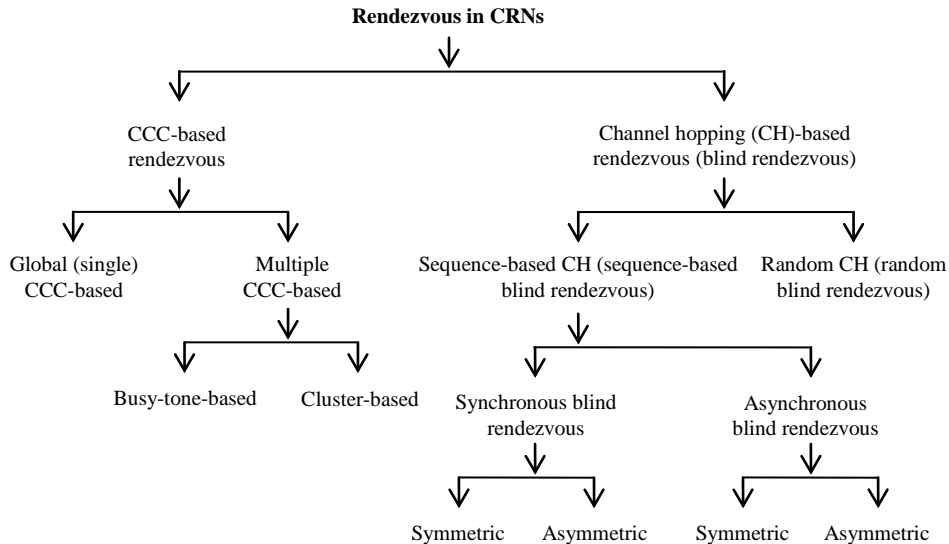 Rendezvous in CRNs
CCC-based
rendezvous
Channel hopping (CH)-based
rendezvous (blind rendezvous)
Global (single)
CCC-based
Multiple
CCC-based
Sequence-based CH (sequence-based
blind rendezvous)
Random CH (random
blind rendezvous)
Busy-tone-based
Cluster-based
Synchronous blind
rendezvous
Asynchronous
blind rendezvous
Symmetric
Asymmetric
Symmetric
Asymmetric